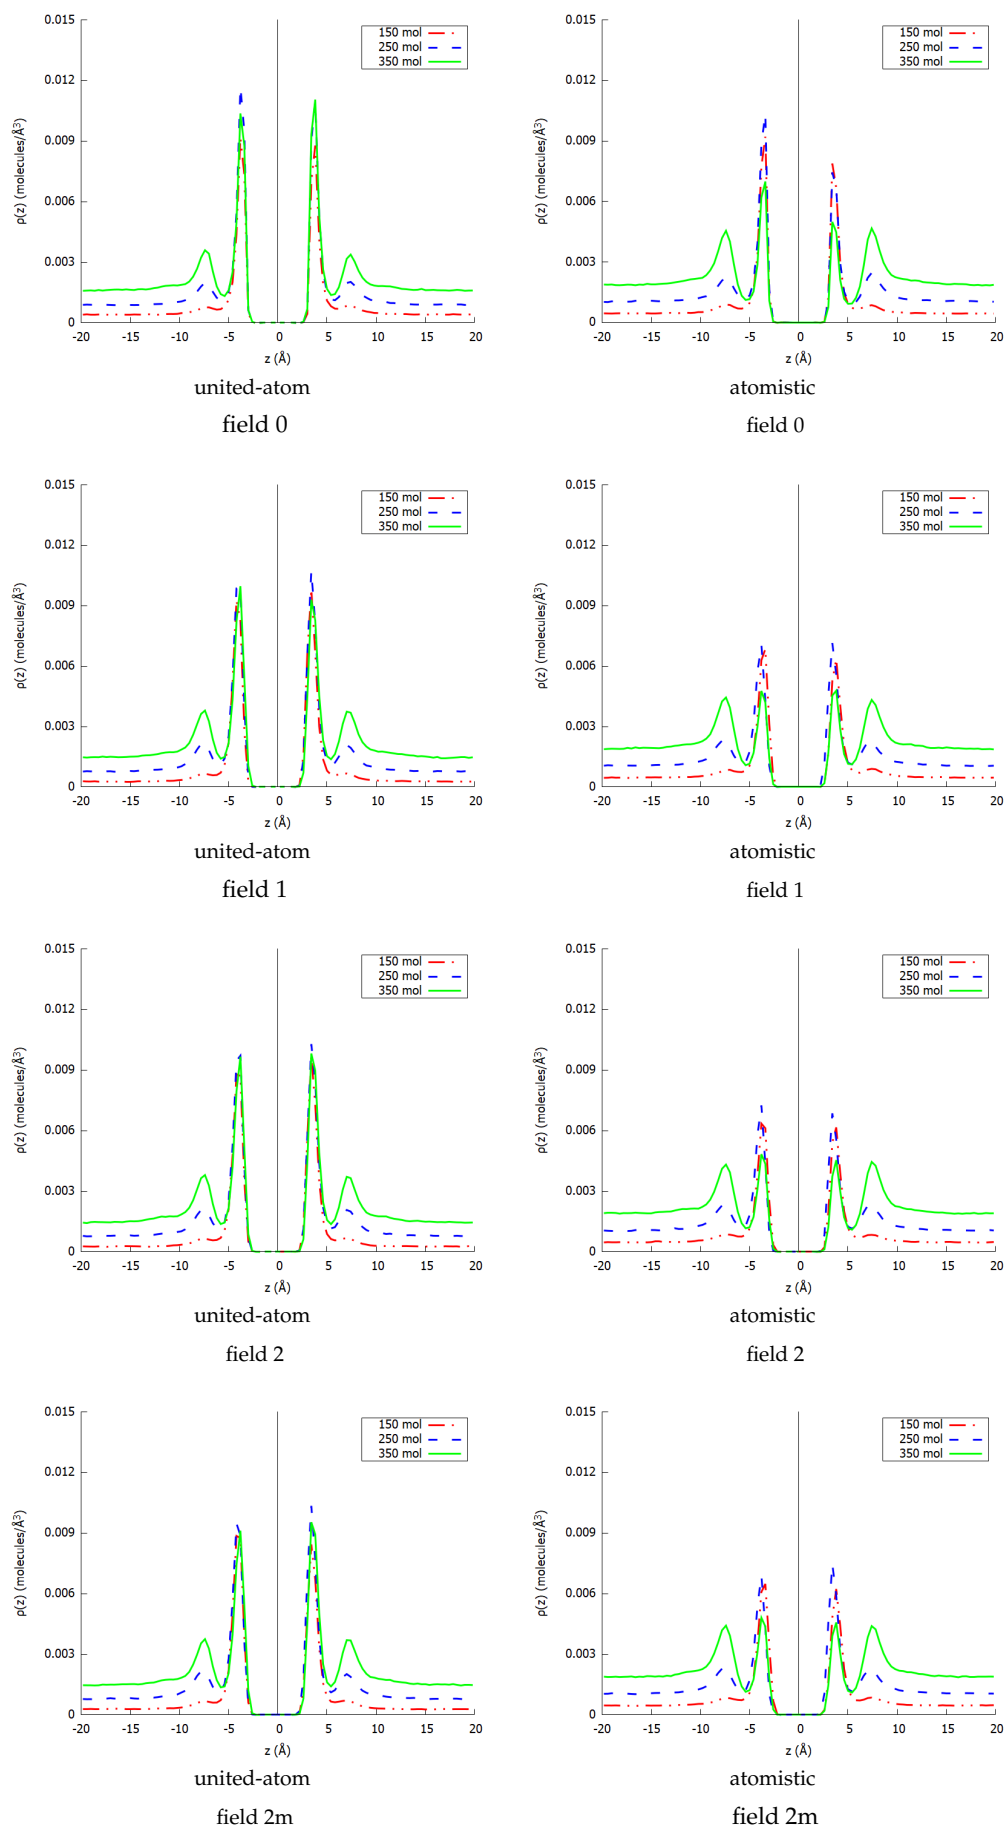 0.015
0.012
0.009
0.006
0.003
0
ρ(z) (molecules/Å³)
150 mol
250 mol
350 mol
-20 -15 -10 -5 0 5 10 15 20
z (Å)
united-atom
field 0
0.015
0.012
0.009
0.006
0.003
0
ρ(z) (molecules/Å³)
150 mol
250 mol
350 mol
-20 -15 -10 -5 0 5 10 15 20
z (Å)
atomistic
field 0
0.015
0.012
0.009
0.006
0.003
0
ρ(z) (molecules/Å³)
150 mol
250 mol
350 mol
-20 -15 -10 -5 0 5 10 15 20
z (Å)
united-atom
field 1
0.015
0.012
0.009
0.006
0.003
0
ρ(z) (molecules/Å³)
150 mol
250 mol
350 mol
-20 -15 -10 -5 0 5 10 15 20
z (Å)
atomistic
field 1
0.015
0.012
0.009
0.006
0.003
0
ρ(z) (molecules/Å³)
150 mol
250 mol
350 mol
-20 -15 -10 -5 0 5 10 15 20
z (Å)
united-atom
field 2
0.015
0.012
0.009
0.006
0.003
0
ρ(z) (molecules/Å³)
150 mol
250 mol
350 mol
-20 -15 -10 -5 0 5 10 15 20
z (Å)
atomistic
field 2
0.015
0.012
0.009
0.006
0.003
0
ρ(z) (molecules/Å³)
150 mol
250 mol
350 mol
-20 -15 -10 -5 0 5 10 15 20
z (Å)
united-atom
field 2m
0.015
0.012
0.009
0.006
0.003
0
ρ(z) (molecules/Å³)
150 mol
250 mol
350 mol
-20 -15 -10 -5 0 5 10 15 20
z (Å)
atomistic
field 2m